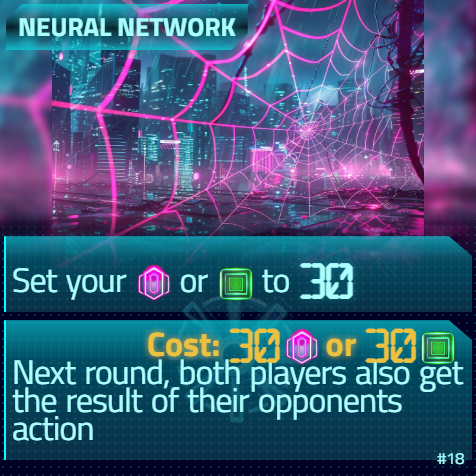 NEURAL NETWORK
Set your or to 30
Cost: 30 or 30
Next round, both players also get
the result of their opponents
action
#18